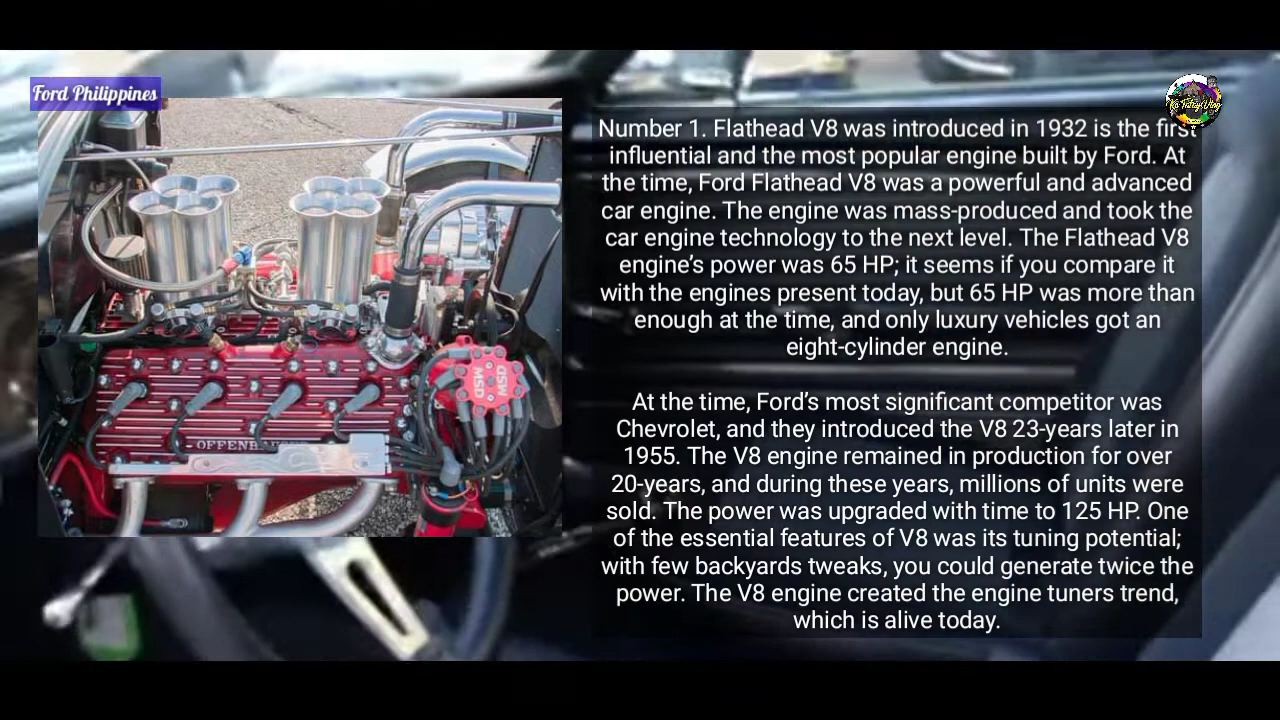 Ford Philippines
Number 1. Flathead V8 was introduced in 1932 is the first
influential and the most popular engine built by Ford. At
the time, Ford Flathead V8 was a powerful and advanced
car engine. The engine was mass-produced and took the
car engine technology to the next level. The Flathead V8
engine’s power was 65 HP; it seems if you compare it
with the engines present today, but 65 HP was more than
enough at the time, and only luxury vehicles got an
eight-cylinder engine.
At the time, Ford’s most significant competitor was
Chevrolet, and they introduced the V8 23-years later in
1955. The V8 engine remained in production for over
20-years, and during these years, millions of units were
sold. The power was upgraded with time to 125 HP. One
of the essential features of V8 was its tuning potential;
with few backyards tweaks, you could generate twice the
power. The V8 engine created the engine tuners trend,
which is alive today.
MSD
MSD